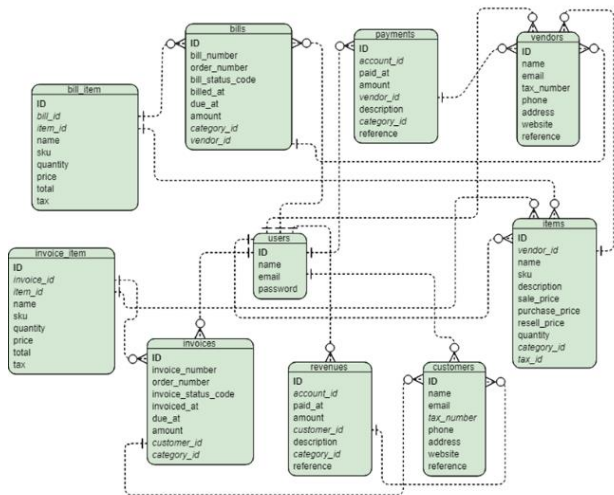 bills
ID
bill_number
order_number
bill_status_code
billed_at
due_at
amount
category_id
vendor_id
payments
ID
account_id
paid_at
amount
vendor_id
description
category_id
reference
vendors
ID
name
email
tax_number
phone
address
website
reference
bill_item
ID
bill_id
item_id
name
sku
quantity
price
total
tax
users
ID
name
email
password
items
ID
vendor_id
name
sku
description
sale_price
purchase_price
resell_price
quantity
category_id
tax_id
invoice_item
ID
invoice_id
item_id
name
sku
quantity
price
total
tax
invoices
ID
invoice_number
order_number
invoice_status_code
invoiced_at
due_at
amount
customer_id
category_id
revenues
ID
account_id
paid_at
amount
customer_id
description
category_id
reference
customers
ID
name
email
tax_number
phone
address
website
reference